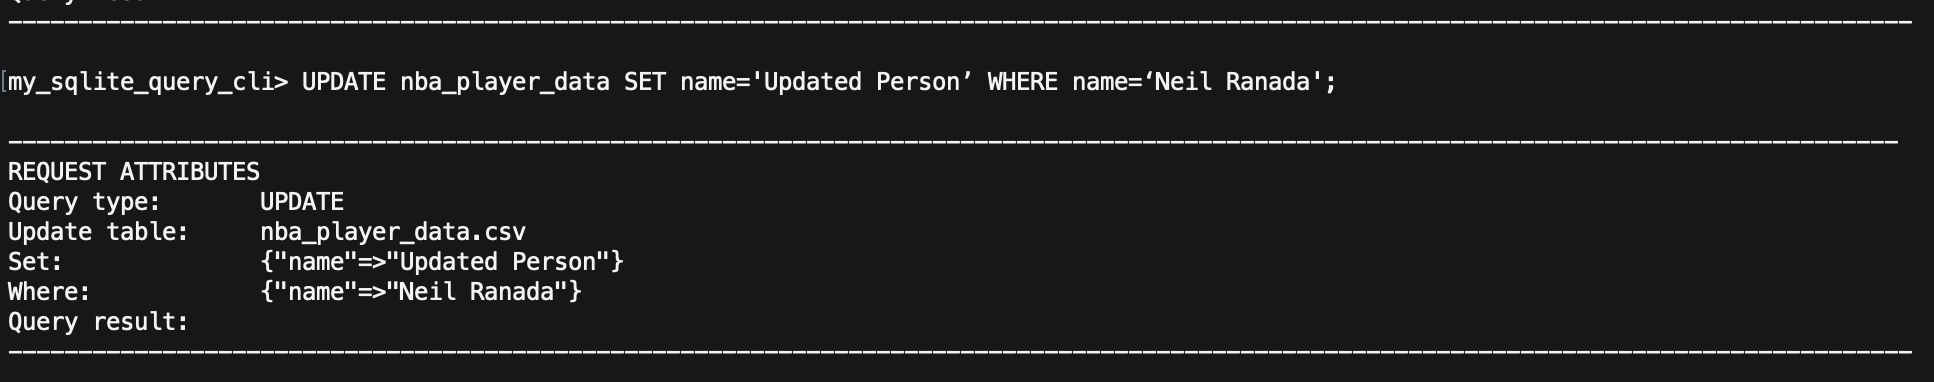 my_sqlite_query_cli> UPDATE nba_player_data SET name='Updated Person’ WHERE name=‘Neil Ranada';
REQUEST ATTRIBUTES
Query type: UPDATE
Update table: nba_player_data.csv
Set: {"name"=>"Updated Person"}
Where: {"name"=>"Neil Ranada"}
Query result: